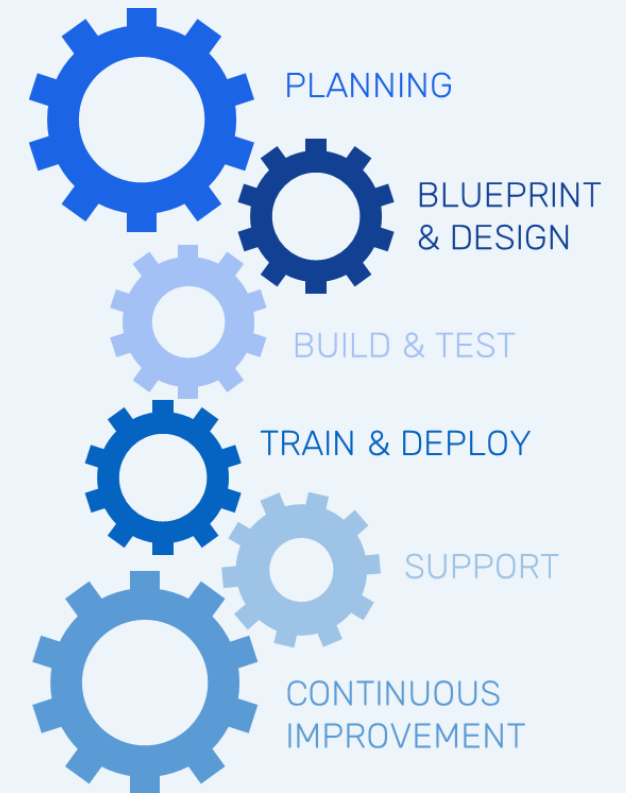 PLANNING
BLUEPRINT
& DESIGN
BUILD & TEST
TRAIN & DEPLOY
SUPPORT
CONTINUOUS
IMPROVEMENT